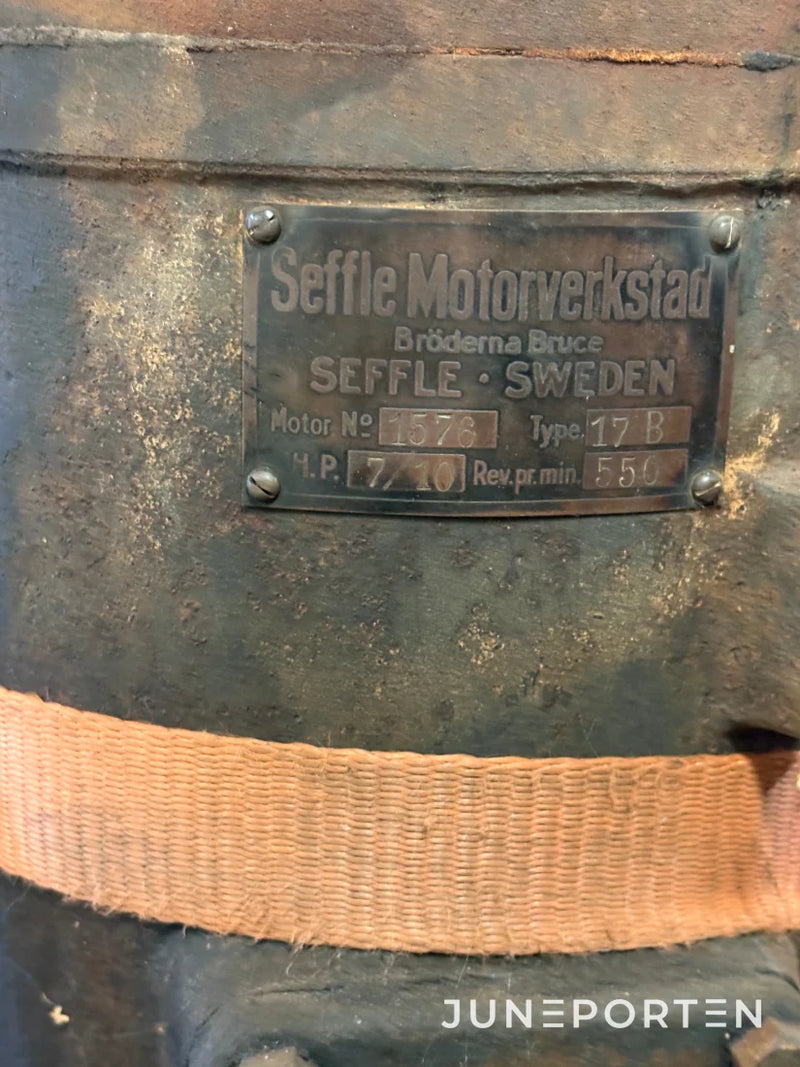 Seffle Motorverkstad
Bröderna Bruce
SEFFLE · SWEDEN
Motor Nº 1576 Type 17 B
H.P. 7/10 Rev. pr. min. 550
JUNEPORTEN